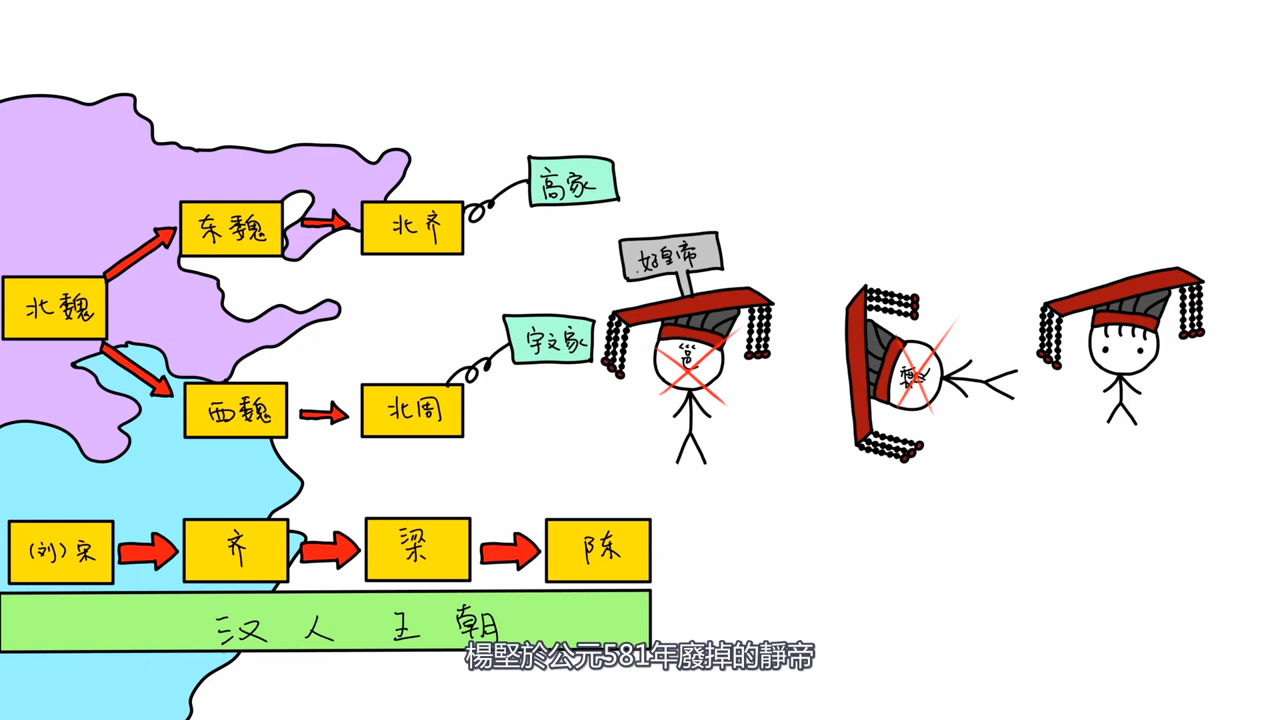 高家
东魏
北齐
好皇帝
北魏
宇文家
西魏
北周
(刘)宋
齐
梁
陈
汉人王朝
楊堅於公元581年廢掉的靜帝